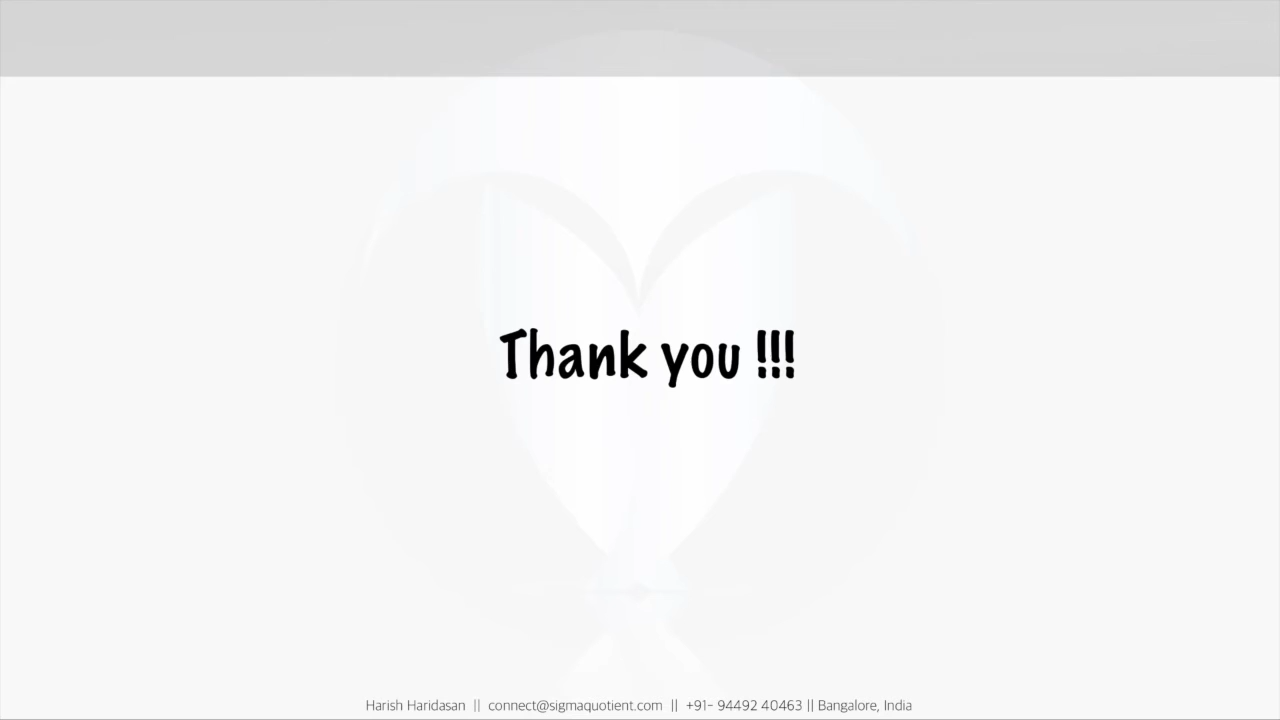 Thank you !!!
Harish Haridasan || connect@sigmaquotient.com || +91- 94492 40463 || Bangalore, India